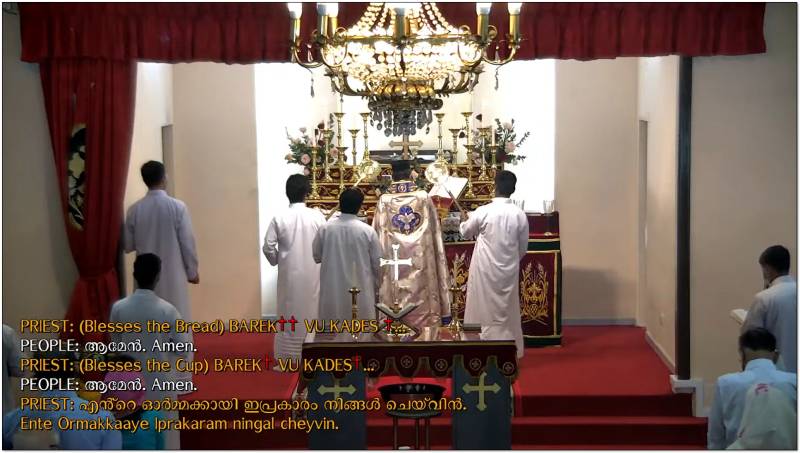 PRIEST: (Blesses the Bread) BAREK✝✝ VU KADES ✝...
PEOPLE: ആമേൻ. Amen.
PRIEST: (Blesses the Cup) BAREK✝ VU KADES✝...
PEOPLE: ആമേൻ. Amen.
PRIEST: എൻ്റെ ഓർമ്മക്കായി ഇപ്രകാരം നിങ്ങൾ ചെയ്‌വിൻ.
Ente Ormakkaaye Iprakaram ningal cheyvin.